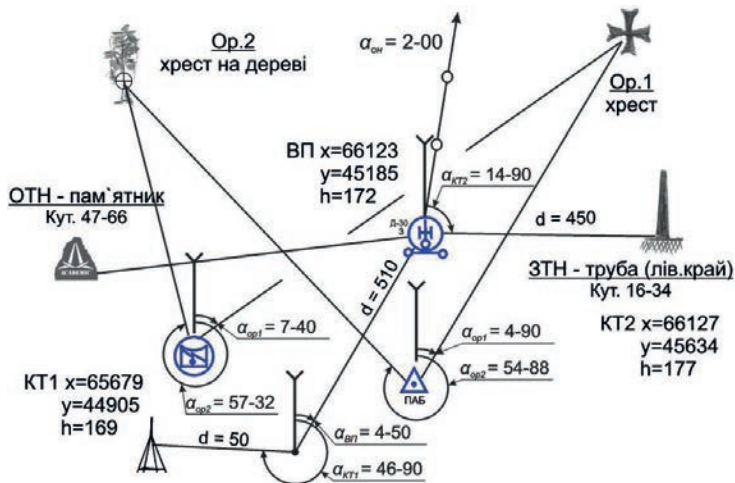 Ор.2
хрест на дереві
αон = 2-00
Ор.1
хрест
ВП x=66123
y=45185
h=172
αКТ2 = 14-90
ОТН - пам`ятник
Кут. 47-66
Д-30
3
d = 450
ЗТН - труба (лів.край)
Кут. 16-34
d = 510
αор1 = 7-40
αор1 = 4-90
КТ2 x=66127
y=45634
h=177
КТ1 x=65679
y=44905
h=169
αор2 = 57-32
αор2 = 54-88
ПАБ
d = 50
αВП = 4-50
αКТ1 = 46-90